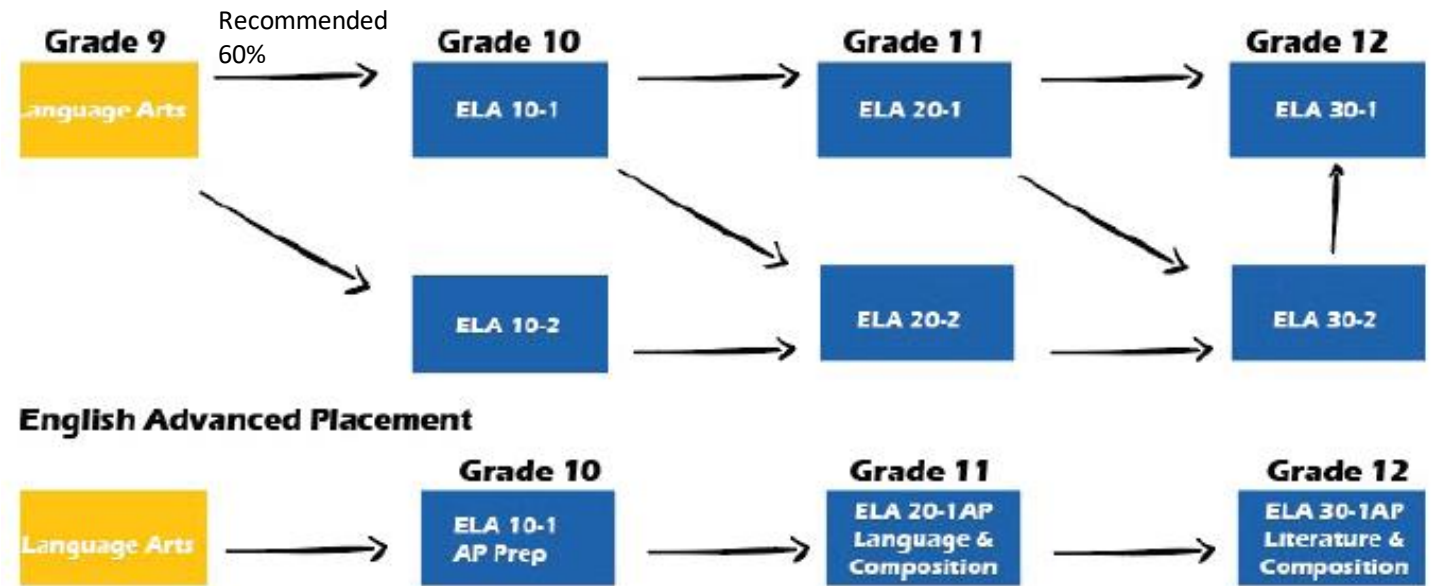 Recommended
60%
Grade 9
Grade 10
Grade 11
Grade 12
anguage Arts
ELA 10-1
ELA 20-1
ELA 30-1
ELA 10-2
ELA 20-2
ELA 30-2
English Advanced Placement
Grade 10
Grade 11
Grade 12
Language Arts
ELA 10-1
AP Prep
ELA 20-1AP
Language &
Composition
ELA 30-1AP
Literature &
Composition